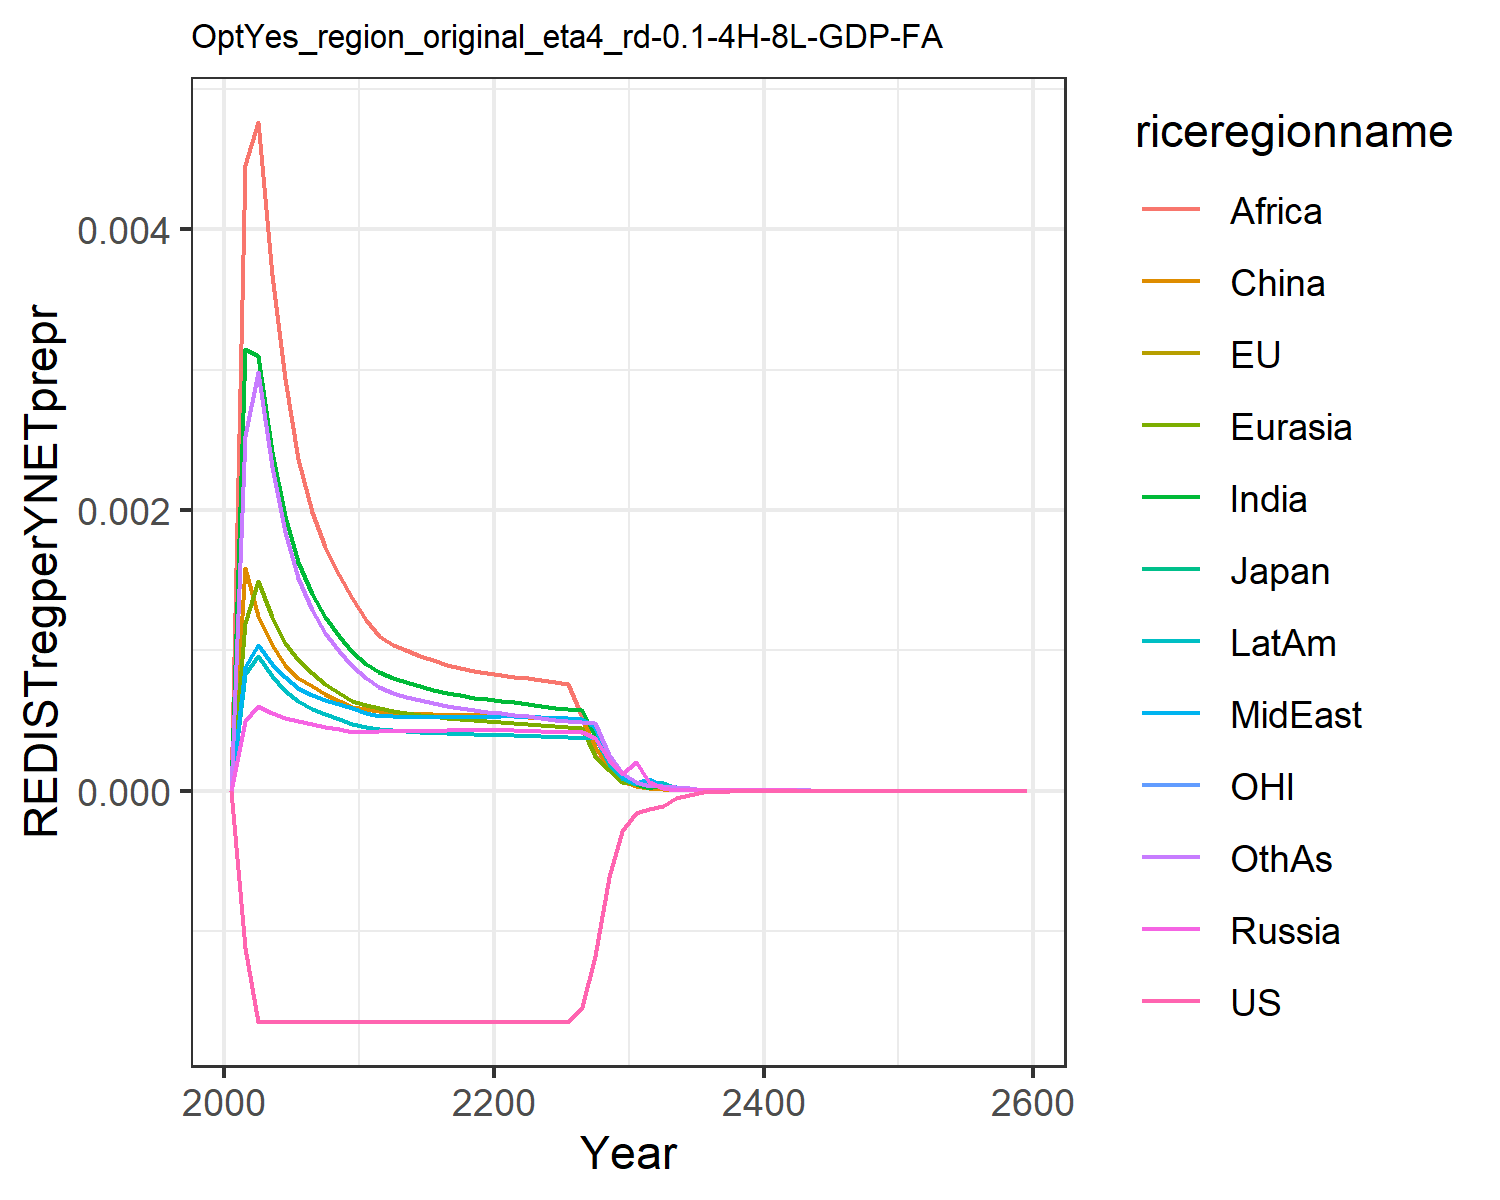 OptYes_region_original_eta4_rd-0.1-4H-8L-GDP-FA
REDISTregperYNETprepr
0.004
0.002
0.000
2000
2200
2400
2600
Year
riceregionname
Africa
China
EU
Eurasia
India
Japan
LatAm
MidEast
OHI
OthAs
Russia
US